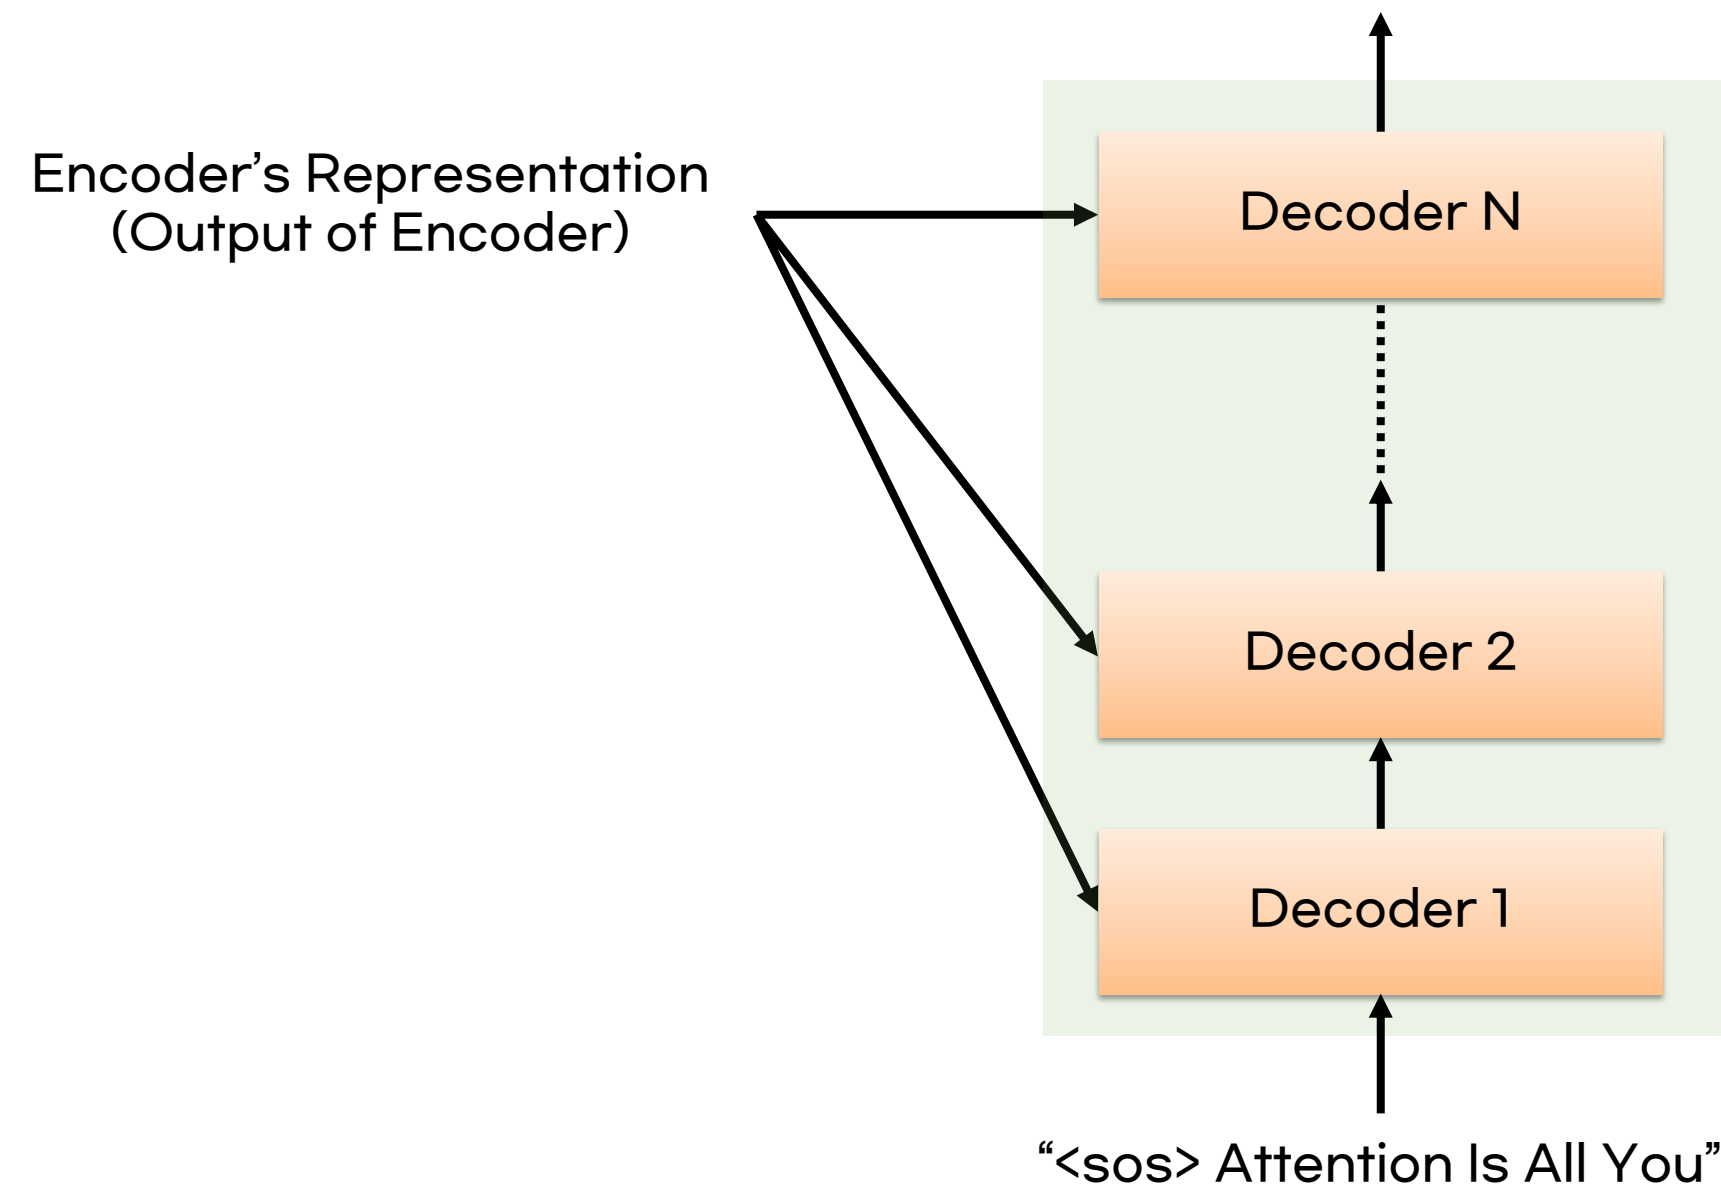 Encoder’s Representation
(Output of Encoder)
Decoder N
Decoder 2
Decoder 1
“<sos> Attention Is All You”